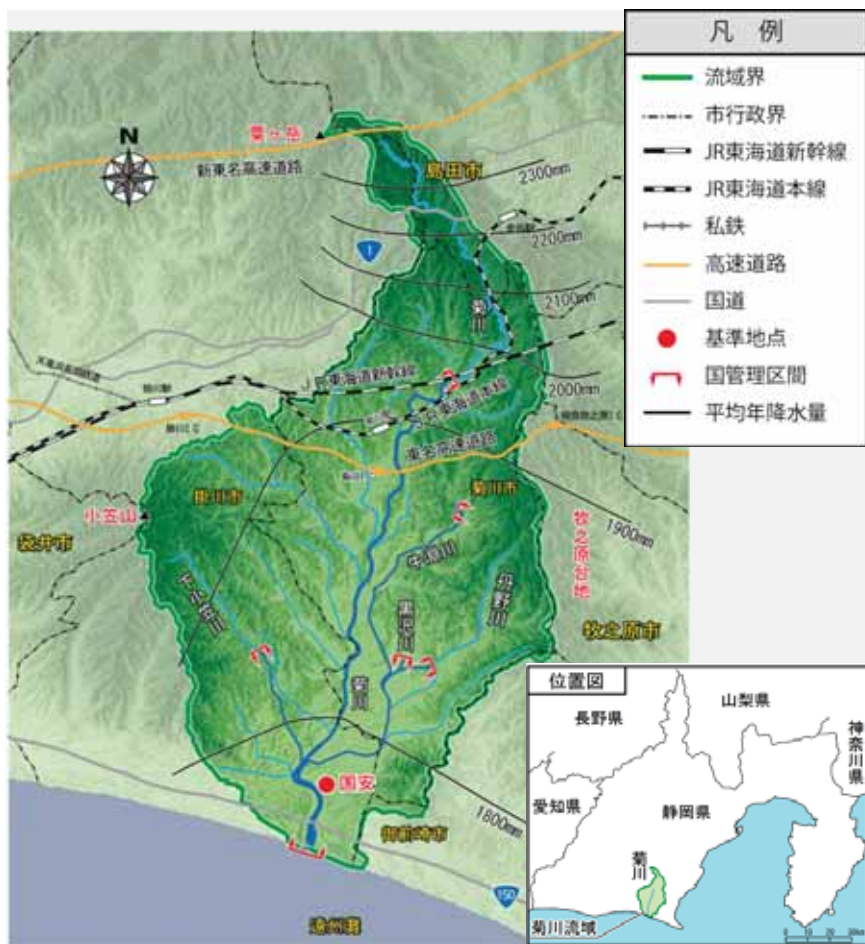 凡　例
流域界
市行政界
JR東海道新幹線
JR東海道本線
私鉄
高速道路
国道
基準地点
国管理区間
平均年降水量
N
粟ヶ岳
新東名高速道路
島田市
2300mm
2200mm
1
2100mm
菊川
2000mm
JR東海道新幹線
JR東海道本線
東名高速道路
掛川市
菊川市
小笠山
袋井市
1900mm
牛淵川
牧之原台地
下小笠川
黒沢川
丹野川
牧之原市
菊川
国安
1800mm
御前崎市
150
遠州灘
位置図
長野県
山梨県
神奈川県
愛知県
静岡県
菊川
菊川流域
0 10 20 30km